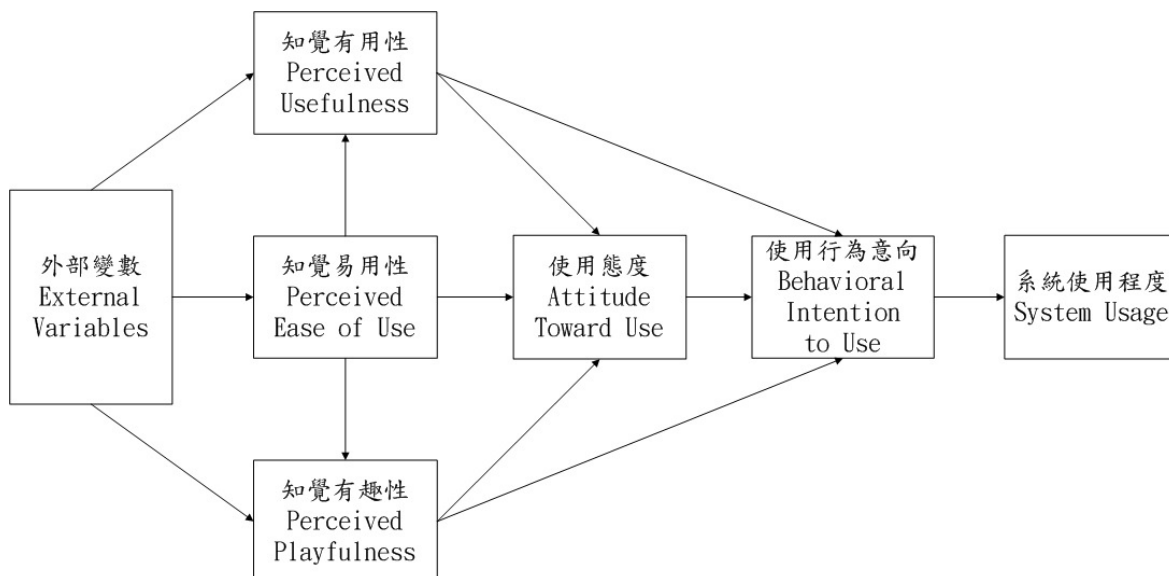 知覺有用性
Perceived
Usefulness
外部變數
External
Variables
知覺易用性
Perceived
Ease of Use
使用態度
Attitude
Toward Use
使用行為意向
Behavioral
Intention
to Use
系統使用程度
System Usage
知覺有趣性
Perceived
Playfulness